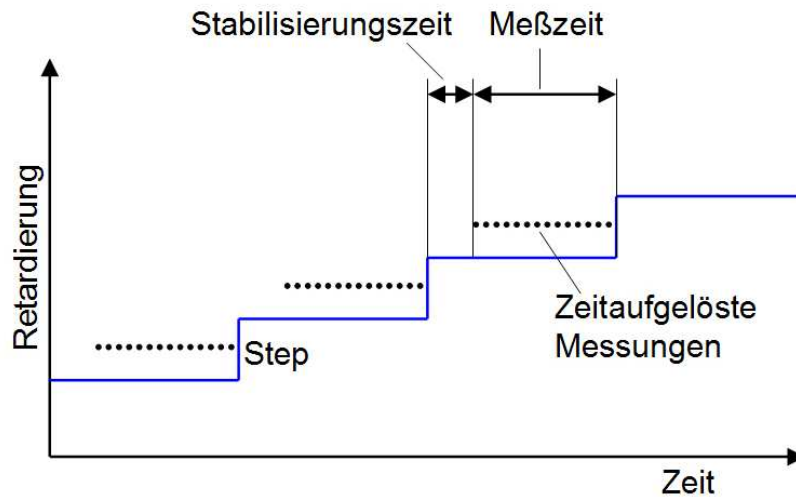 Stabilisierungszeit
Meßzeit
Retardierung
Step
Zeitaufgelöste
Messungen
Zeit